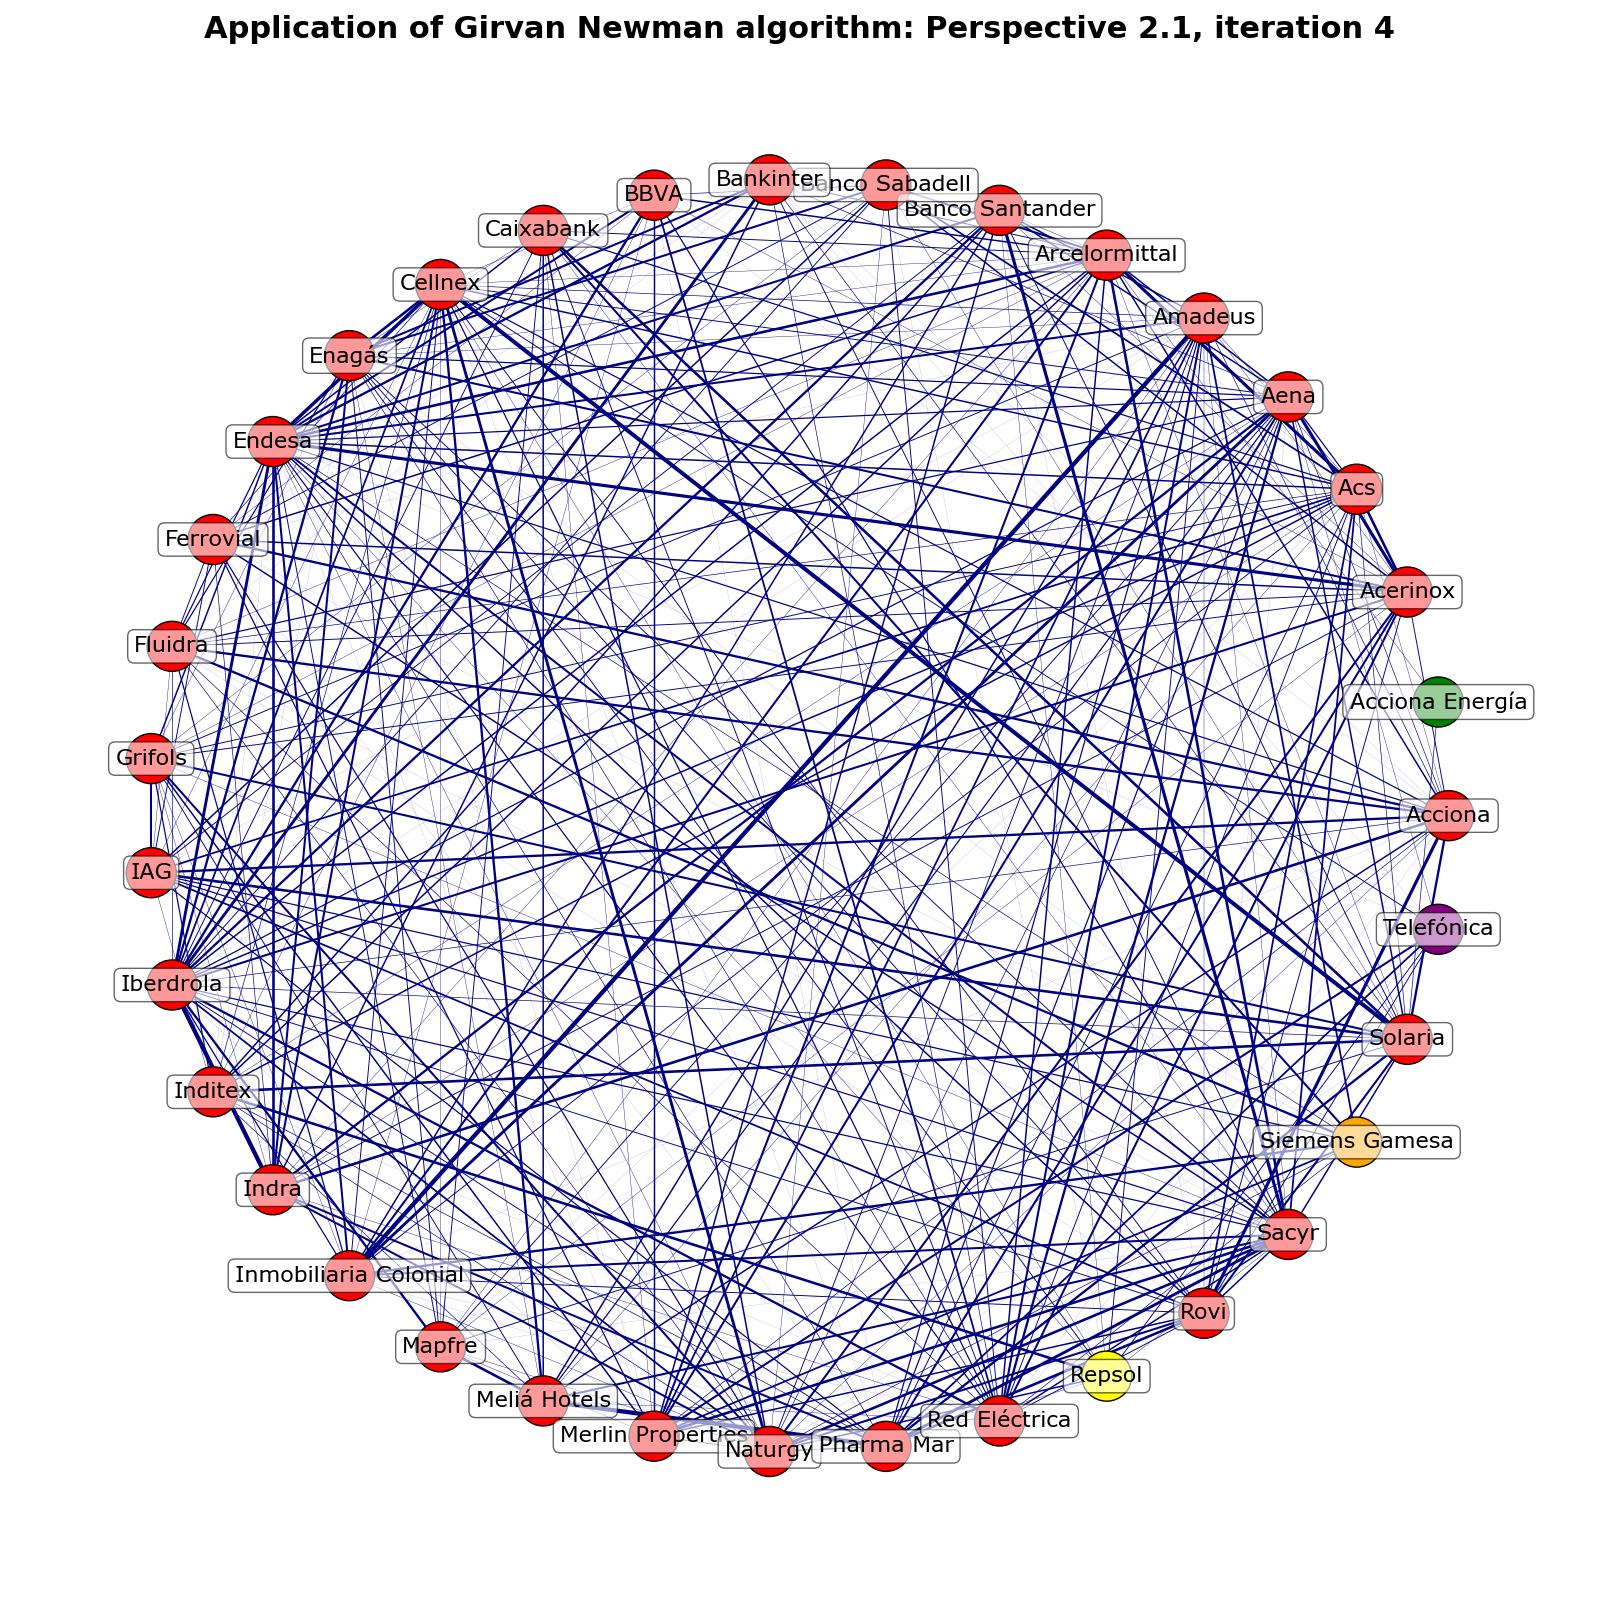 Application of Girvan Newman algorithm: Perspective 2.1, iteration 4
Bankinter
Banco Sabadell
BBVA
Banco Santander
Caixabank
Arcelormittal
Cellnex
Amadeus
Enagás
Aena
Endesa
Acs
Ferrovial
Acerinox
Fluidra
Acciona Energía
Grifols
Acciona
IAG
Telefónica
Iberdrola
Solaria
Inditex
Siemens Gamesa
Indra
Sacyr
Inmobiliaria Colonial
Rovi
Mapfre
Repsol
Meliá Hotels
Red Eléctrica
Merlin Properties
Naturgy
Pharma Mar